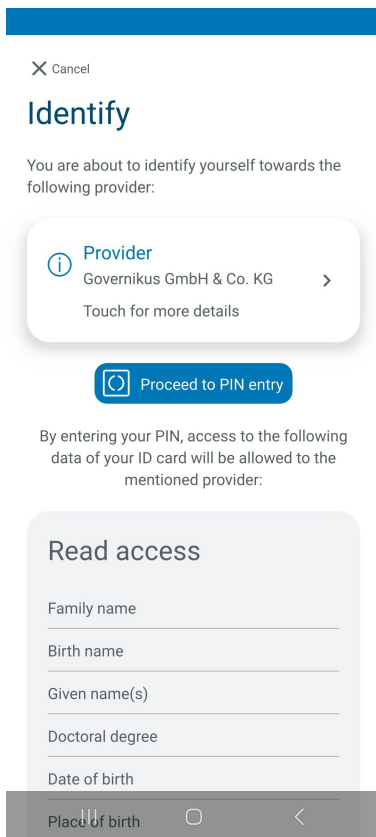 Cancel
Identify
You are about to identify yourself towards the
following provider:
Provider
Governikus GmbH & Co. KG
Touch for more details
Proceed to PIN entry
By entering your PIN, access to the following
data of your ID card will be allowed to the
mentioned provider:
Read access
Family name
Birth name
Given name(s)
Doctoral degree
Date of birth
Place of birth